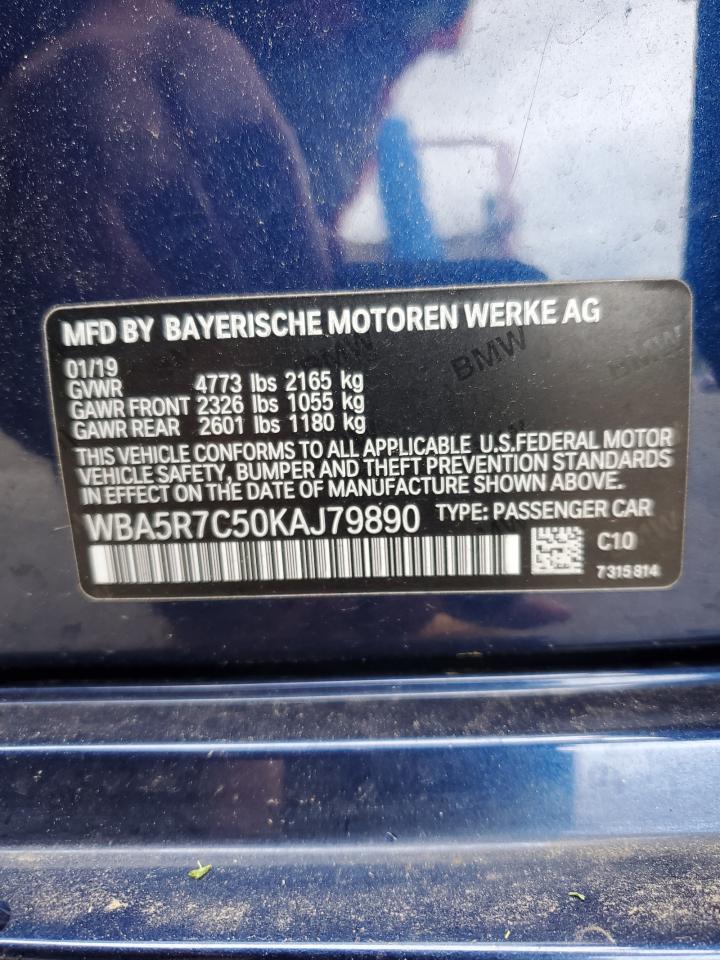 MFD BY BAYERISCHE MOTOREN WERKE AG
01/19
GVWR 4773 lbs 2165 kg
GAWR FRONT 2326 lbs 1055 kg
GAWR REAR 2601 lbs 1180 kg
THIS VEHICLE CONFORMS TO ALL APPLICABLE U.S.FEDERAL MOTOR
VEHICLE SAFETY, BUMPER AND THEFT PREVENTION STANDARDS
IN EFFECT ON THE DATE OF MANUFACTURE SHOWN ABOVE.
WBA5R7C50KAJ79890 TYPE: PASSENGER CAR
C10
7315814
BMW
BMW